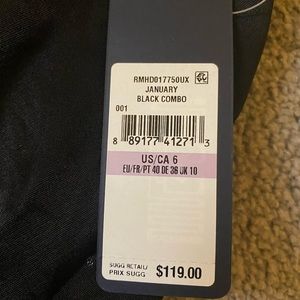 RMHD017750UX
JANUARY
BLACK COMBO
001
8 89177 41271 3
US/CA 6
EU/FR/PT 40 DE 36 UK 10
SUGG RETAIL/
PRIX SUGG $119.00